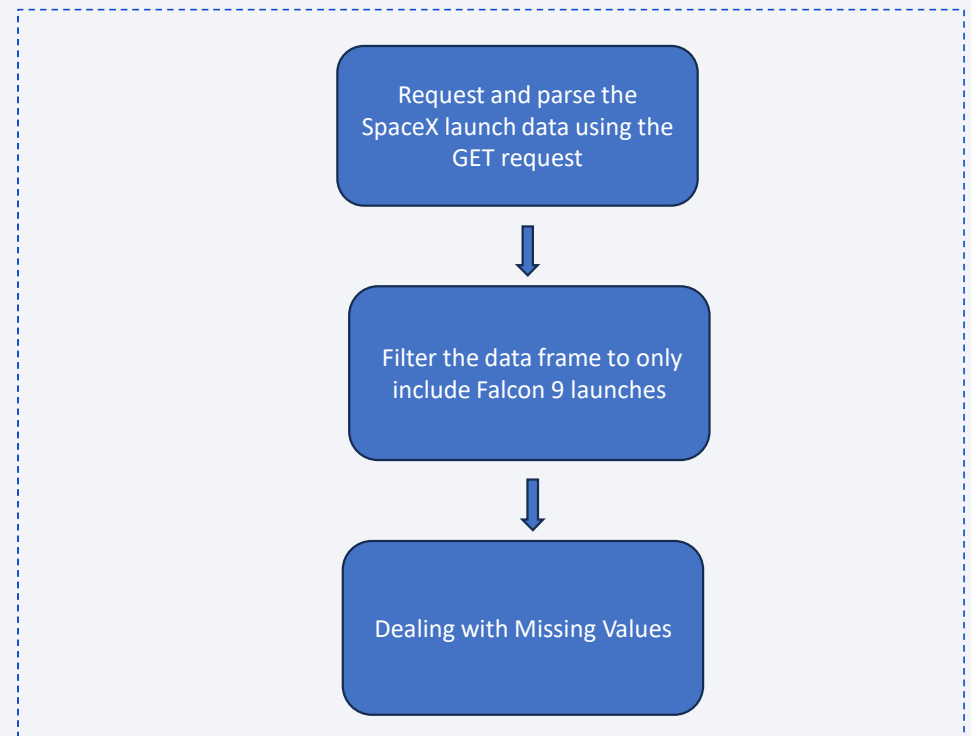 Request and parse the
SpaceX launch data using the
GET request
Filter the data frame to only
include Falcon 9 launches
Dealing with Missing Values